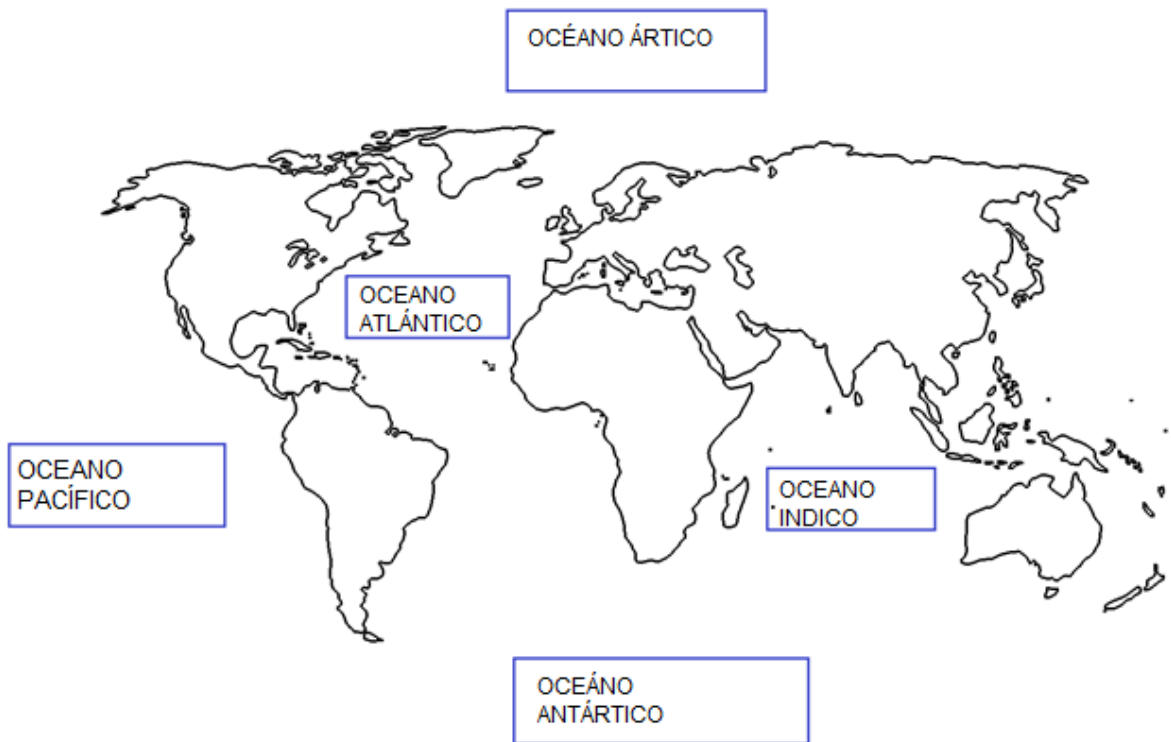 OCÉANO ÁRTICO
OCEANO
ATLÁNTICO
OCEANO
PACÍFICO
OCEANO
INDICO
OCEÁNO
ANTÁRTICO